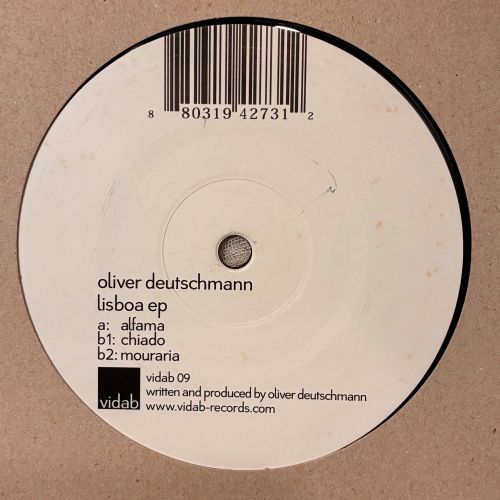 8 80319 42731 2
oliver deutschmann
lisboa ep
a: alfama
b1: chiado
b2: mouraria
vidab
vidab 09
written and produced by oliver deutschmann
www.vidab-records.com